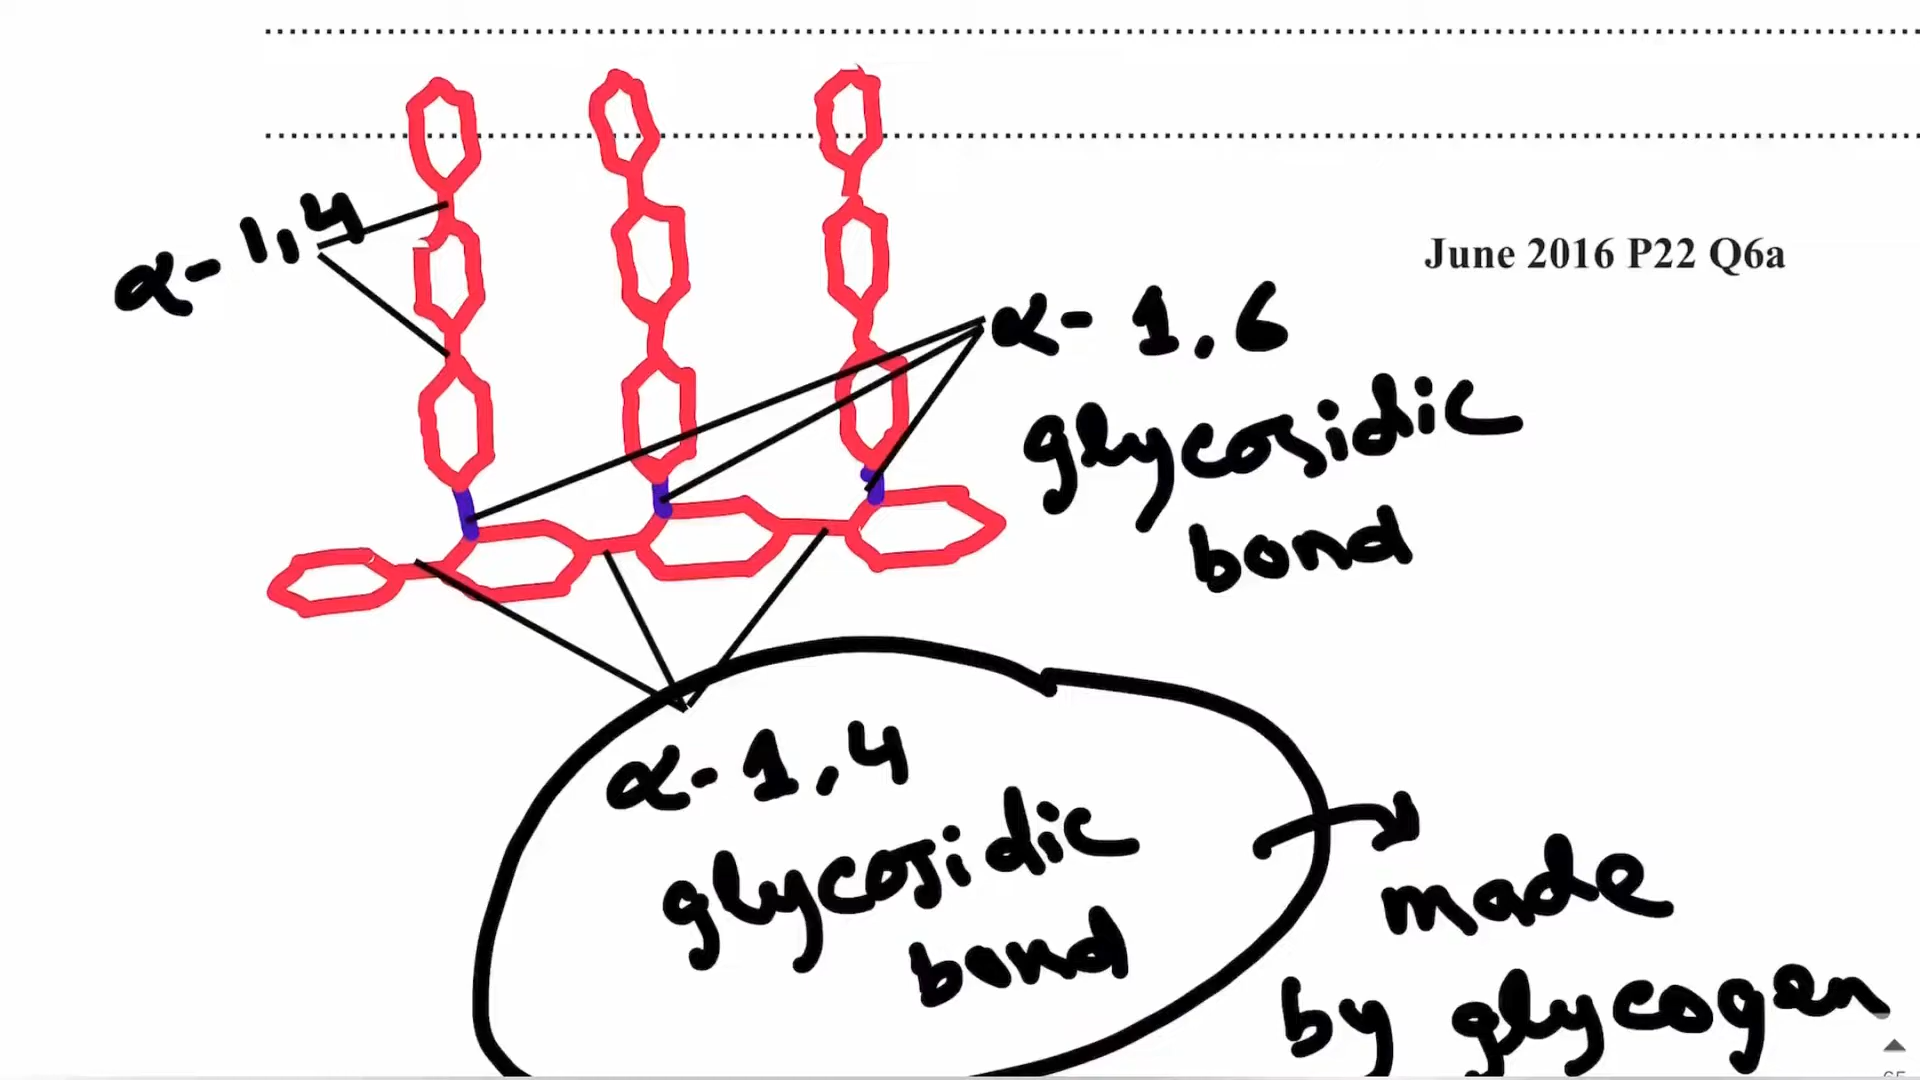 α-1,4
June 2016 P22 Q6a
α- 1,6
glycosidic
bond
α-1,4
glycosidic
bond
made
by glycogen